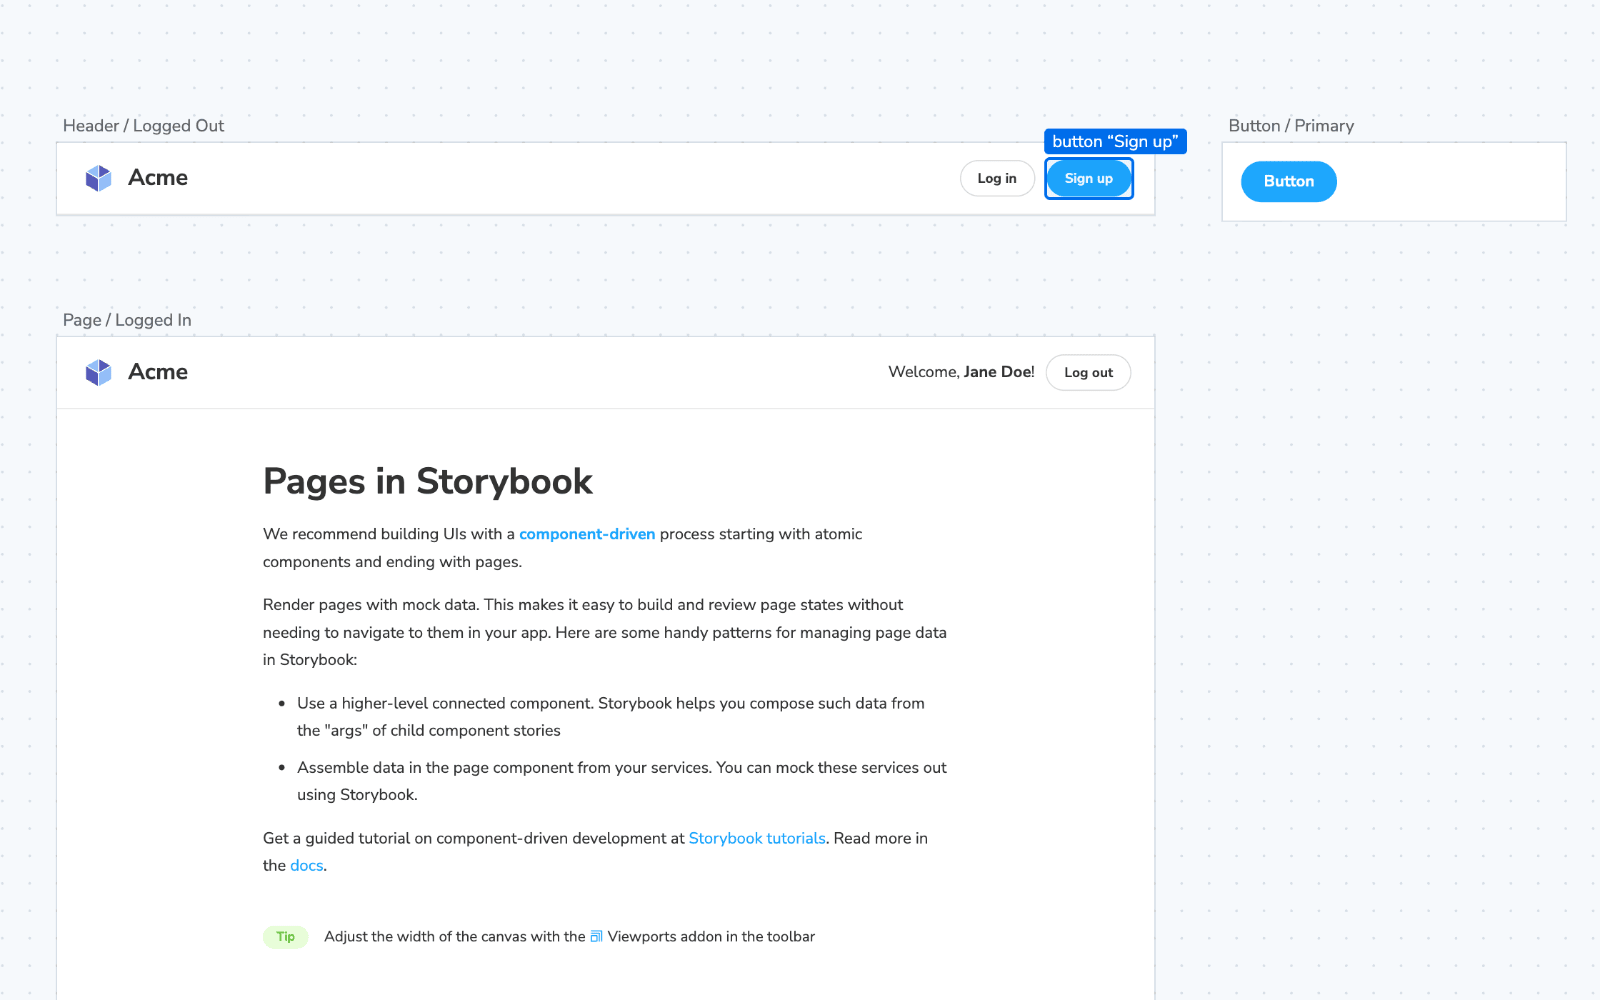 Header / Logged Out
button “Sign up”
Acme
Log in
Sign up
Button / Primary
Button
Page / Logged In
Acme
Welcome, Jane Doe!
Log out
Pages in Storybook
We recommend building UIs with a component-driven process starting with atomic
components and ending with pages.
Render pages with mock data. This makes it easy to build and review page states without
needing to navigate to them in your app. Here are some handy patterns for managing page data
in Storybook:
• Use a higher-level connected component. Storybook helps you compose such data from
the "args" of child component stories
• Assemble data in the page component from your services. You can mock these services out
using Storybook.
Get a guided tutorial on component-driven development at Storybook tutorials. Read more in
the docs.
Tip
Adjust the width of the canvas with the Viewports addon in the toolbar